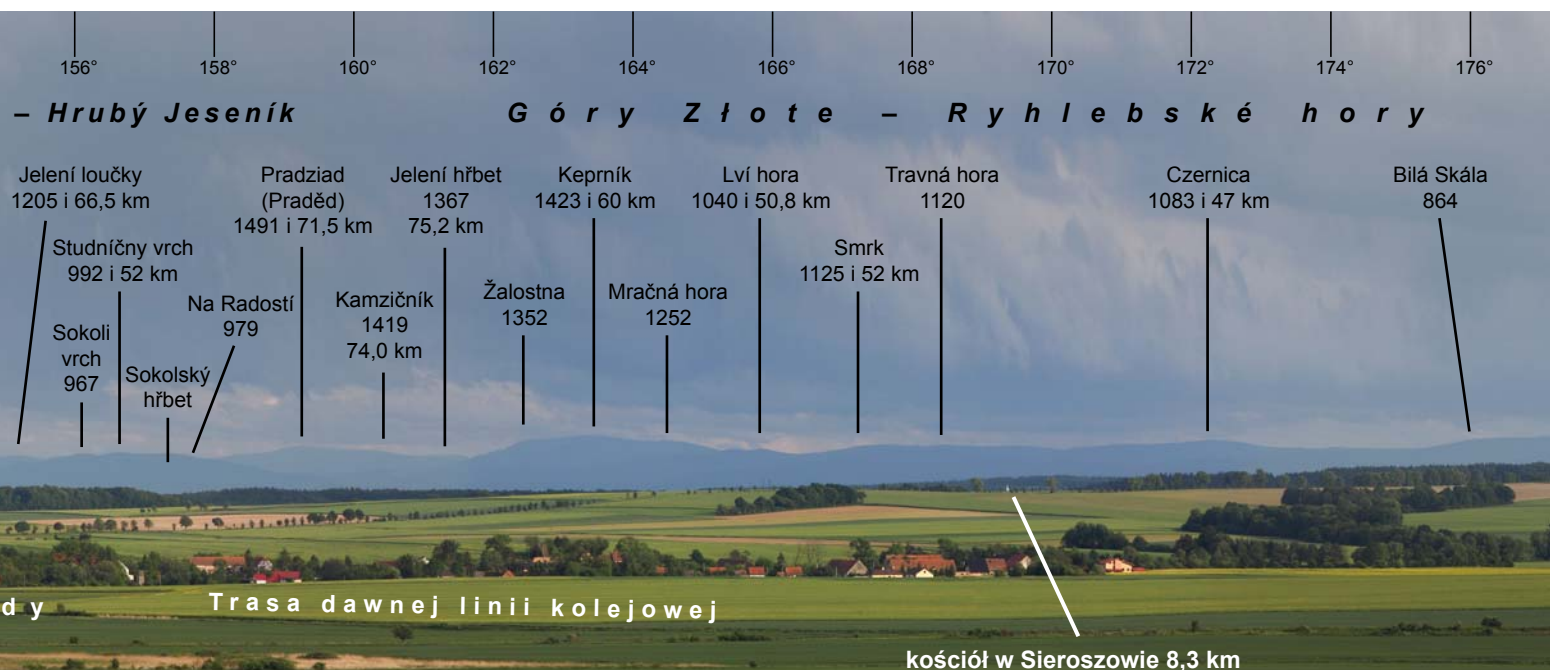 156° 158° 160° 162° 164° 166° 168° 170° 172° 174° 176°
– Hrubý Jeseník
Góry Złote – Ryhlebské hory
Jelení loučky
1205 i 66,5 km
Pradziad
(Praděd)
1491 i 71,5 km
Jelení hřbet
1367
75,2 km
Keprník
1423 i 60 km
Lví hora
1040 i 50,8 km
Travná hora
1120
Czernica
1083 i 47 km
Bilá Skála
864
Studníčny vrch
992 i 52 km
Smrk
1125 i 52 km
Na Radostí
979
Kamzičník
1419
74,0 km
Žalostna
1352
Mračná hora
1252
Sokoli
vrch
967
Sokolský
hřbet
dy
Trasa dawnej linii kolejowej
kościół w Sieroszowie 8,3 km